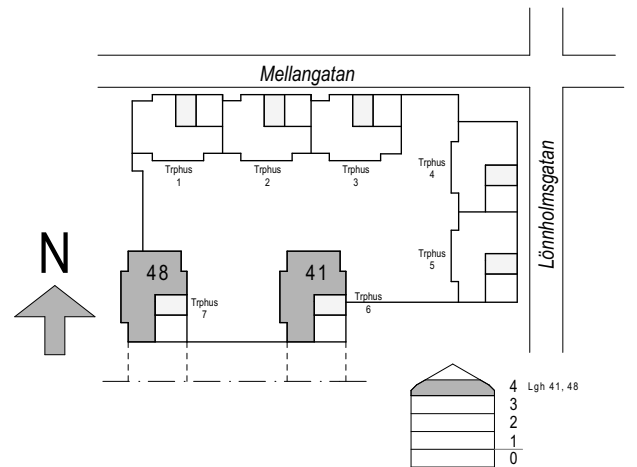 Mellangatan
Trphus
1
Trphus
2
Trphus
3
Trphus
4
Lönnholmsgatan
Trphus
5
N
48
41
Trphus
7
Trphus
6
4 Lgh 41, 48
3
2
1
0